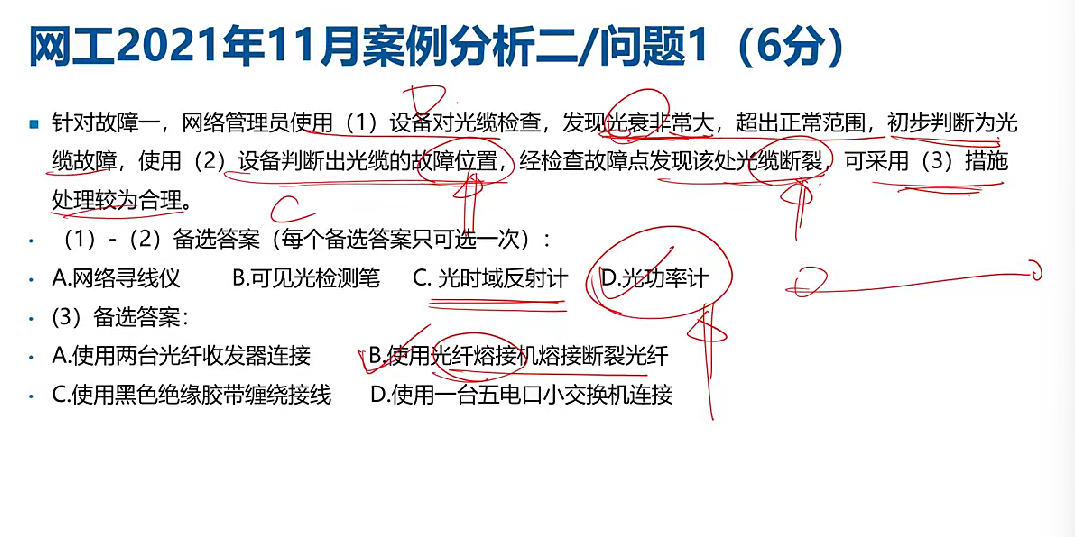 网工2021年11月案例分析二/问题1（6分）
D
针对故障一，网络管理员使用（1）设备对光缆检查，发现光衰非常大，超出正常范围，初步判断为光
缆故障，使用（2）设备判断出光缆的故障位置，经检查故障点发现该处光缆断裂，可采用（3）措施
处理较为合理。
C
（1）-（2）备选答案（每个备选答案只可选一次）：
A.网络寻线仪 B.可见光检测笔 C. 光时域反射计 D.光功率计
（3）备选答案：
A.使用两台光纤收发器连接 B.使用光纤熔接机熔接断裂光纤
C.使用黑色绝缘胶带缠绕接线 D.使用一台五电口小交换机连接